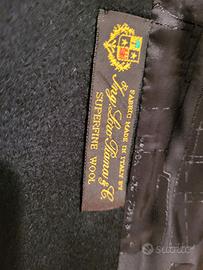 FABRIC MADE IN ITALY BY
Ing. Loro Piana & C.
SUPERFINE WOOL
subito